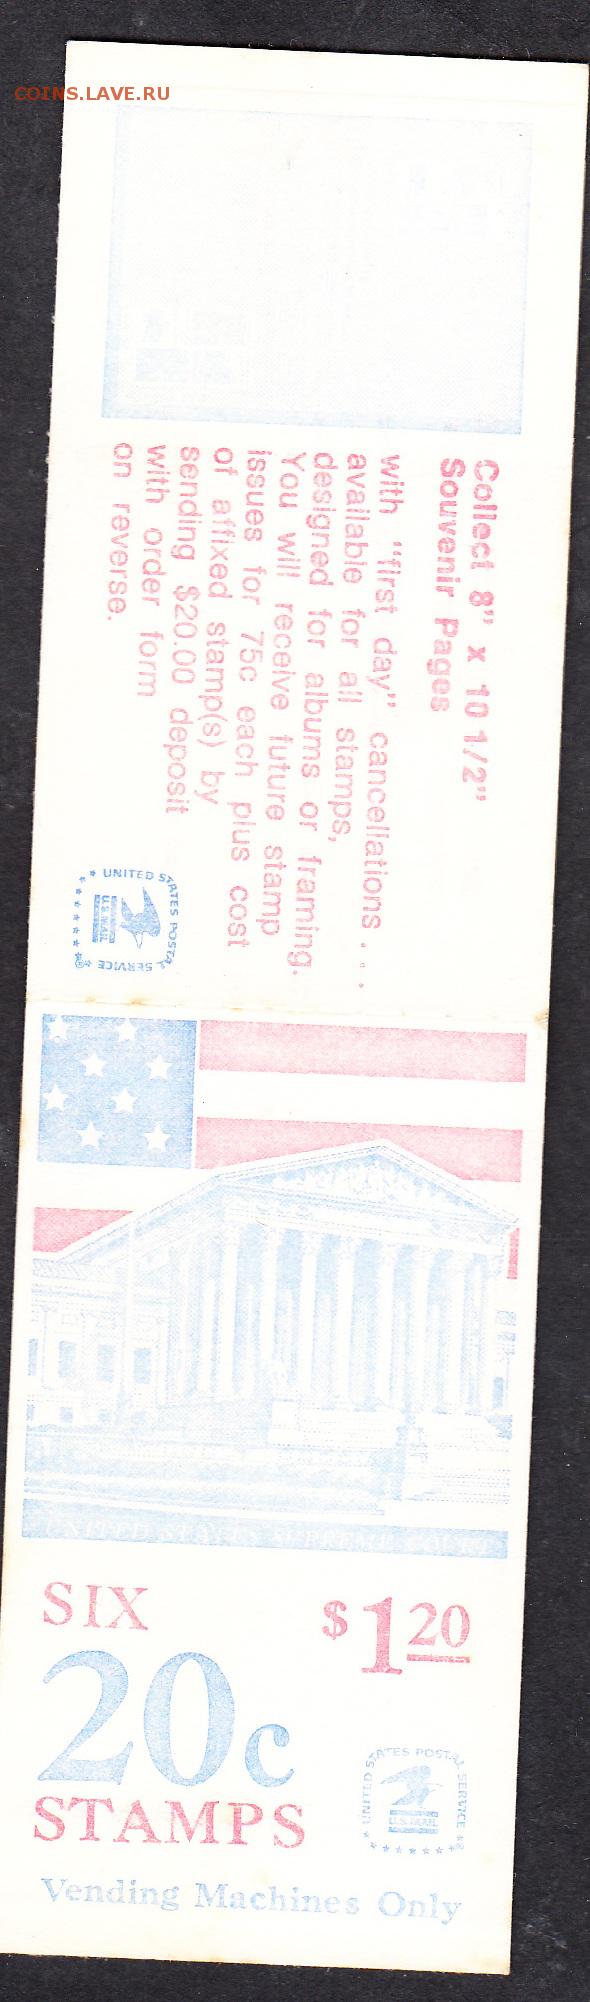 COINS.LAVE.RU
Collect 8" x 10 1/2"
Souvenir Pages
with "first day" cancellations ...
available for all stamps,
designed for albums or framing.
You will receive future stamp
issues for 75c each plus cost
of affixed stamp(s) by
sending $20.00 deposit
with order form
on reverse.
UNITED STATES POSTAL SERVICE ®
U.S.MAIL
UNITED STATES SUPREME COURT
SIX
$120
20c
STAMPS
UNITED STATES POSTAL SERVICE ®
U.S.MAIL
Vending Machines Only